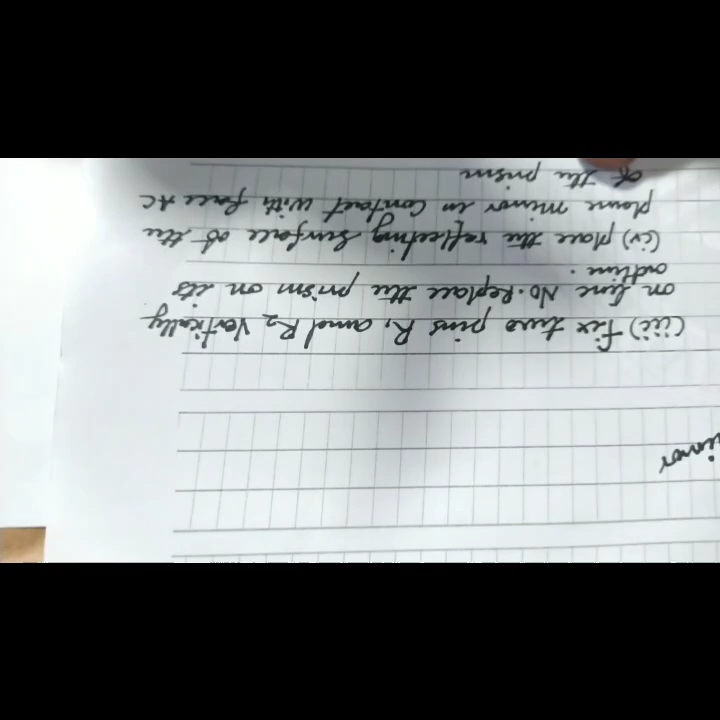 mirror
(iii) Fix two pins R₁ and R₂ vertically
on line NO. Replace the prism on its
outline.
(iv) place the reflecting surface of the
plane mirror in contact with face AC
of the prism